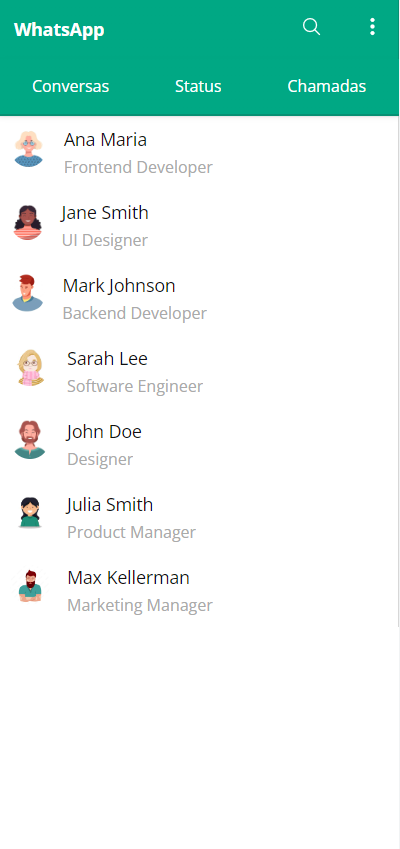 WhatsApp
Conversas Status Chamadas
Ana Maria
Frontend Developer
Jane Smith
UI Designer
Mark Johnson
Backend Developer
Sarah Lee
Software Engineer
John Doe
Designer
Julia Smith
Product Manager
Max Kellerman
Marketing Manager